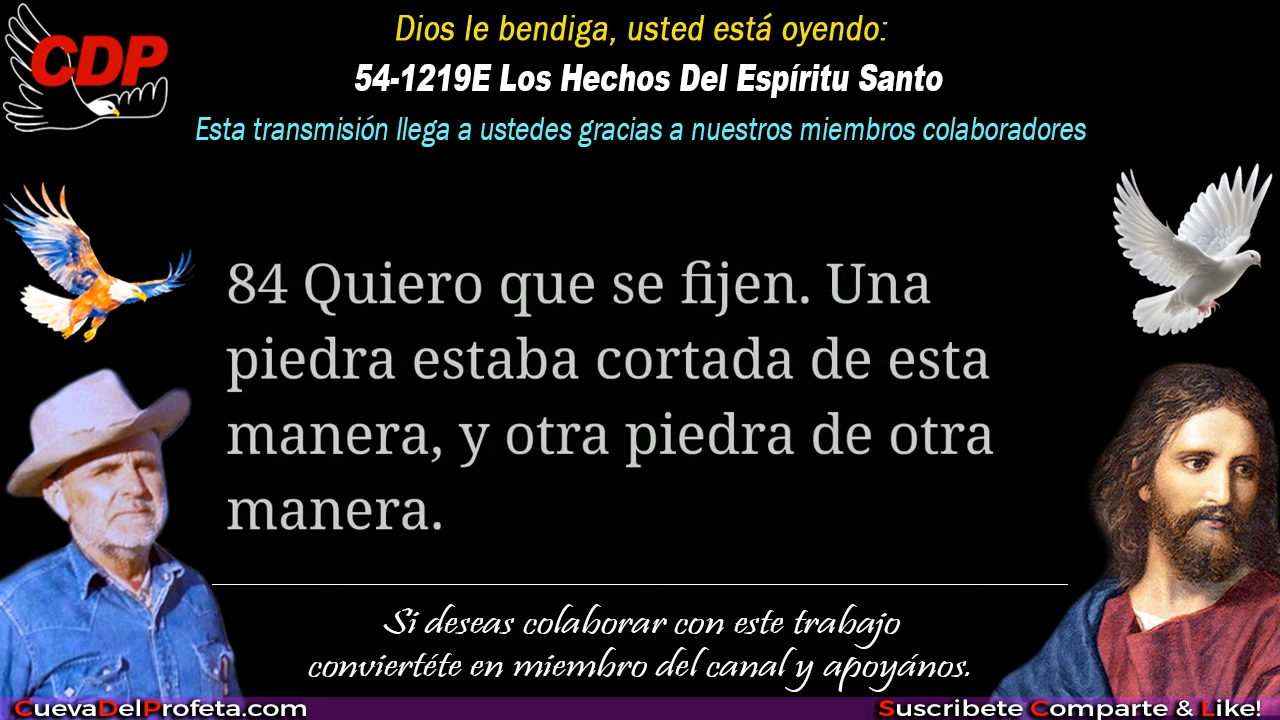 CDP
Dios le bendiga, usted está oyendo:
54-1219E Los Hechos Del Espíritu Santo
Esta transmisión llega a ustedes gracias a nuestros miembros colaboradores
84 Quiero que se fijen. Una
piedra estaba cortada de esta
manera, y otra piedra de otra
manera.
Si deseas colaborar con este trabajo
conviertéte en miembro del canal y apoyános.
CuevaDelProfeta.com
Suscribete Comparte & Like!